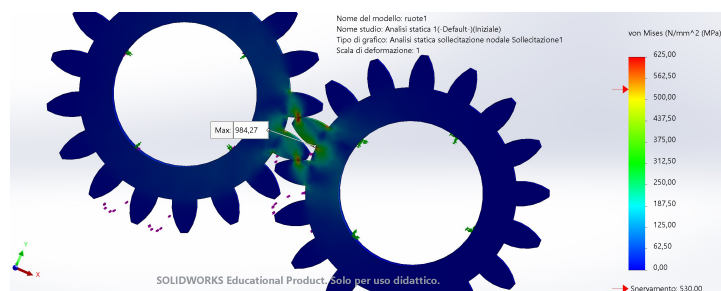 Nome del modello: ruote1
Nome studio: Analisi statica 1(-Default-)(Iniziale)
Tipo di grafico: Analisi statica sollecitazione nodale Sollecitazione1
Scala di deformazione: 1
von Mises (N/mm^2 (MPa)
625,00
562,50
500,00
437,50
375,00
312,50
250,00
187,50
125,00
62,50
0,00
Snervamento: 530,00
Max: 984,27
Y
X
SOLIDWORKS Educational Product. Solo per uso didattico.